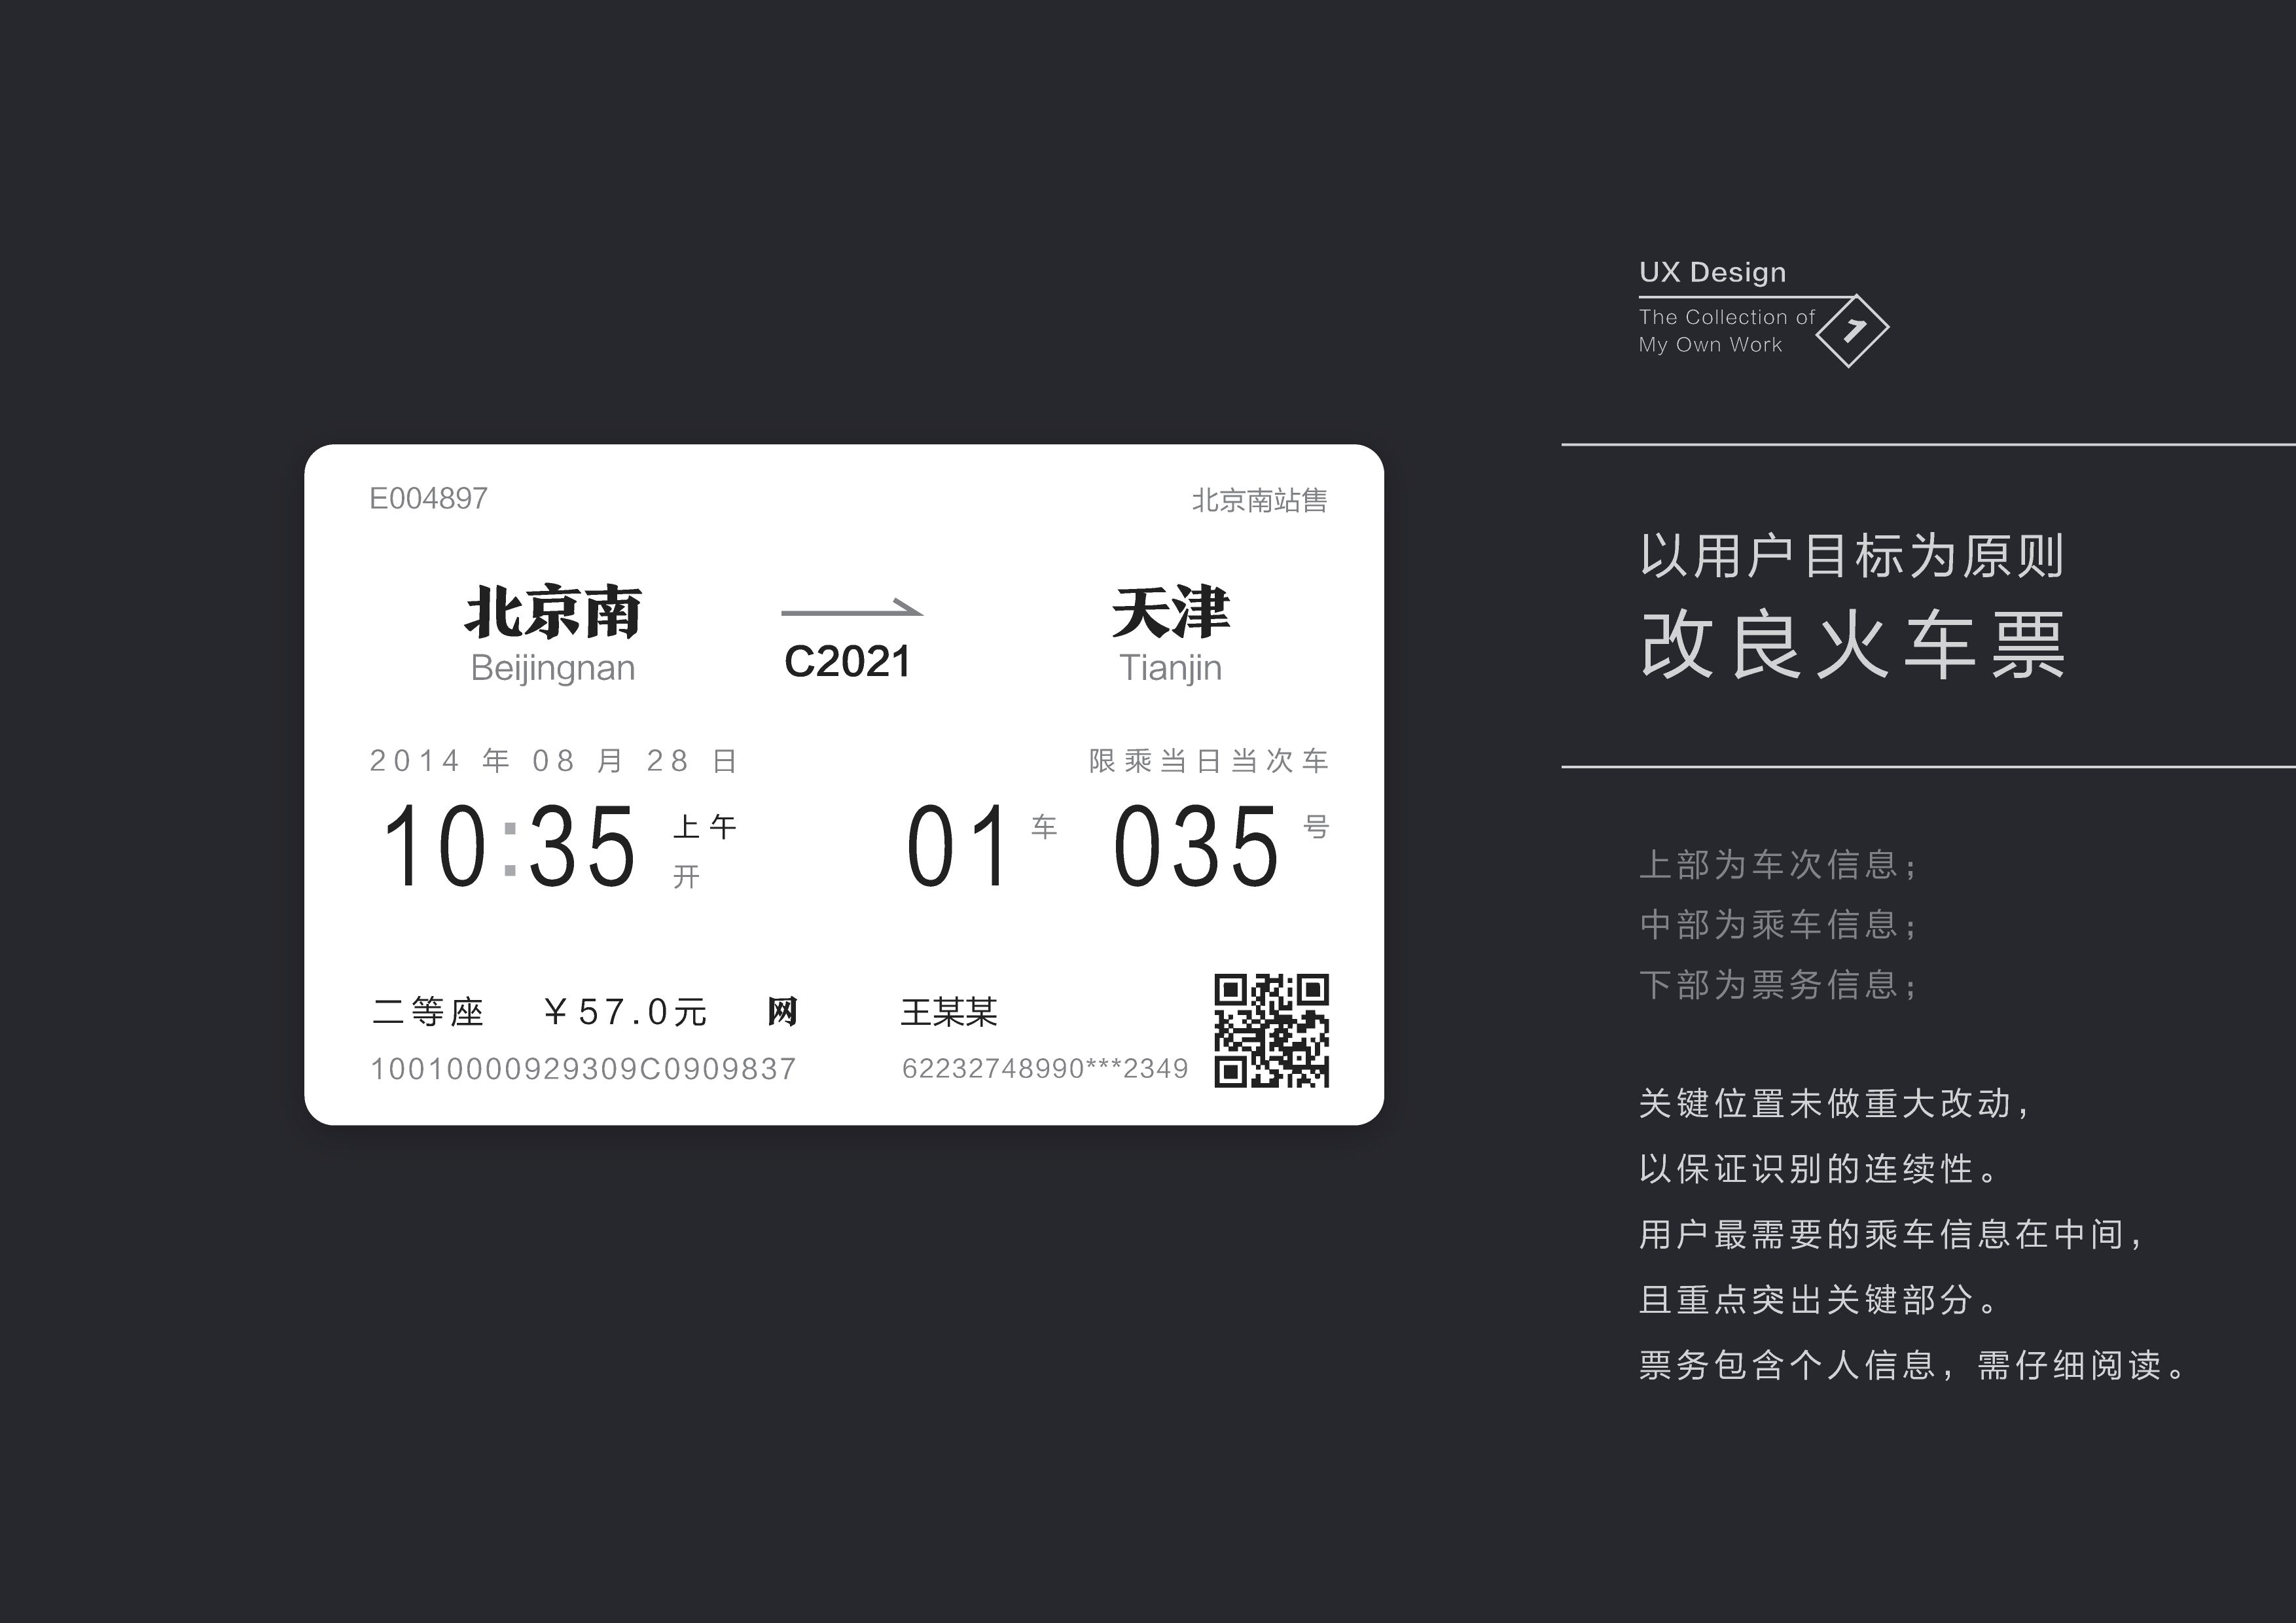 UX Design
The Collection of
My Own Work
1
E004897
北京南站售
北京南
天津
Beijingnan
C2021
Tianjin
2014 年 08 月 28 日
限乘当日当次车
10:35 上午
开
01 车 035 号
二等座 ¥57.0元 网 王某某
10010000929309C0909837
62232748990***2349
以用户目标为原则
改良火车票
上部为车次信息；
中部为乘车信息；
下部为票务信息；
关键位置未做重大改动，
以保证识别的连续性。
用户最需要的乘车信息在中间，
且重点突出关键部分。
票务包含个人信息，需仔细阅读。